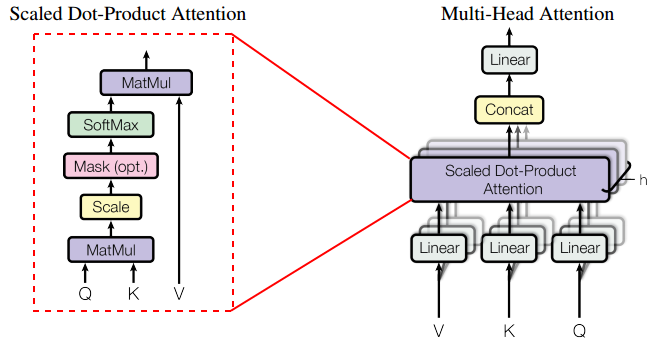 Scaled Dot-Product Attention
MatMul
SoftMax
Mask (opt.)
Scale
MatMul
Q K V
Multi-Head Attention
Linear
Concat
Scaled Dot-Product
Attention
h
Linear Linear Linear
V K Q